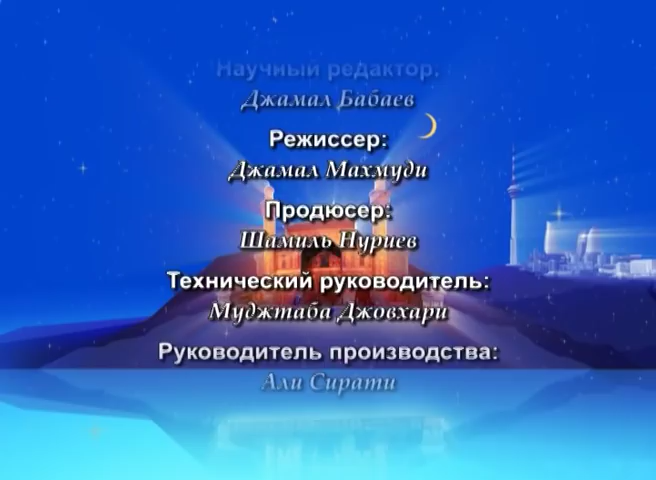 Научный редактор:
Джамал Бабаев
Режиссер:
Джамал Махмуди
Продюсер:
Шамиль Нуриев
Технический руководитель:
Муджтаба Джовхари
Руководитель производства:
Али Сирати